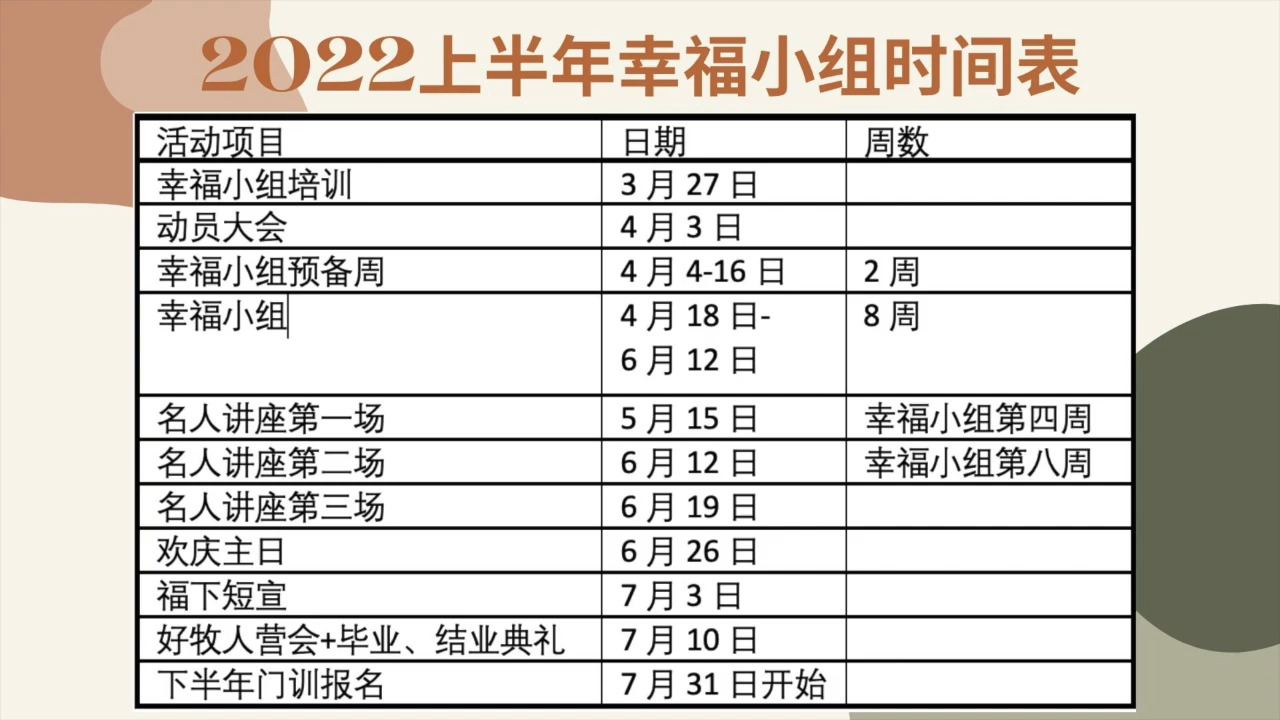 2022上半年幸福小组时间表
活动项目 日期 周数
幸福小组培训 3月27日
动员大会 4月3日
幸福小组预备周 4月4-16日 2周
幸福小组 4月18日- 8周
6月12日
名人讲座第一场 5月15日 幸福小组第四周
名人讲座第二场 6月12日 幸福小组第八周
名人讲座第三场 6月19日
欢庆主日 6月26日
福下短宣 7月3日
好牧人营会+毕业、结业典礼 7月10日
下半年门训报名 7月31日开始